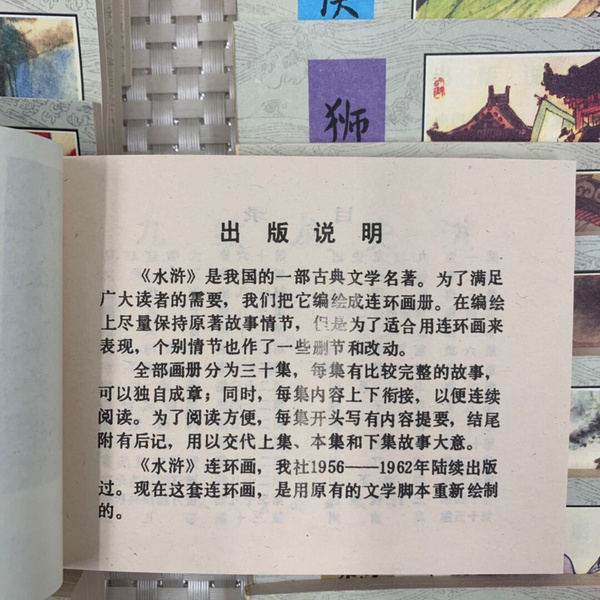 狮
出版说明
《水浒》是我国的一部古典文学名著。为了满足
广大读者的需要，我们把它编绘成连环画册。在编绘
上尽量保持原著故事情节，但是为了适合用连环画来
表现，个别情节也作了一些删节和改动。
全部画册分为三十集，每集有比较完整的故事，
可以独自成章；同时，每集内容上下衔接，以便连续
阅读。为了阅读方便，每集开头写有内容提要，结尾
附有后记，用以交代上集、本集和下集故事大意。
《水浒》连环画，我社1956——1962年陆续出版
过。现在这套连环画，是用原有的文学脚本重新绘制
的。